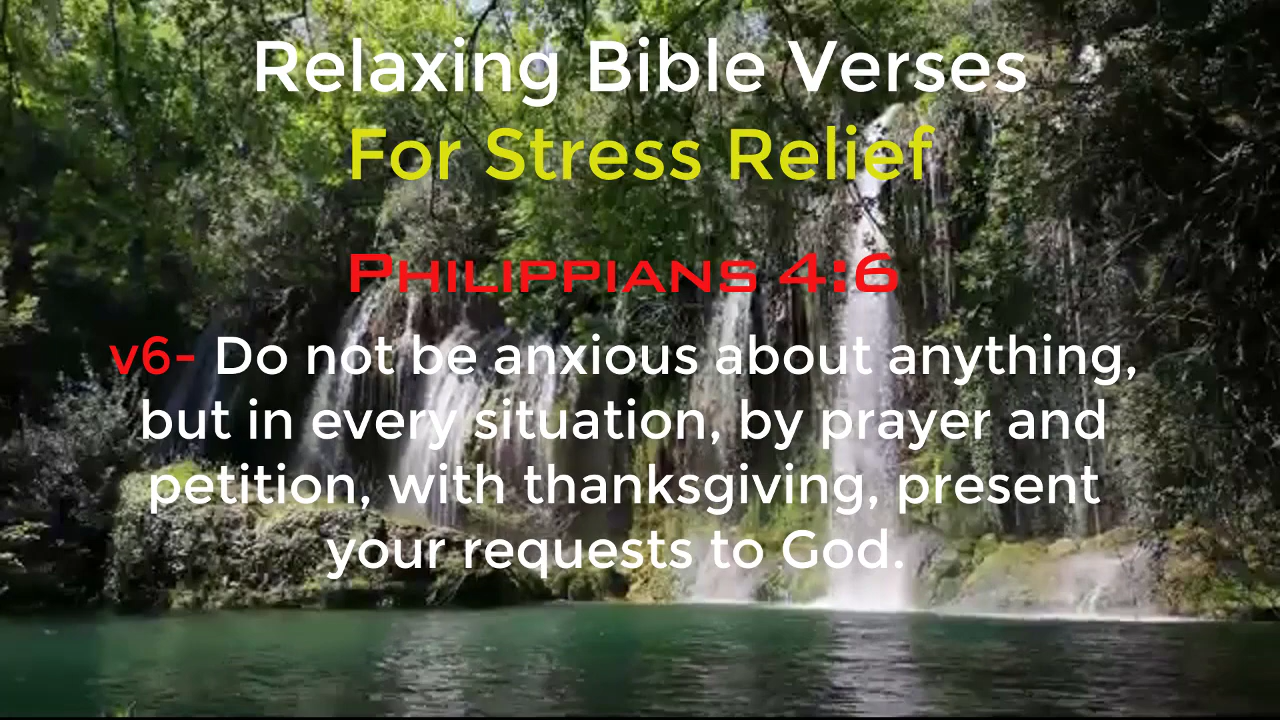 Relaxing Bible Verses
For Stress Relief
Philippians 4:6
v6- Do not be anxious about anything,
but in every situation, by prayer and
petition, with thanksgiving, present
your requests to God.